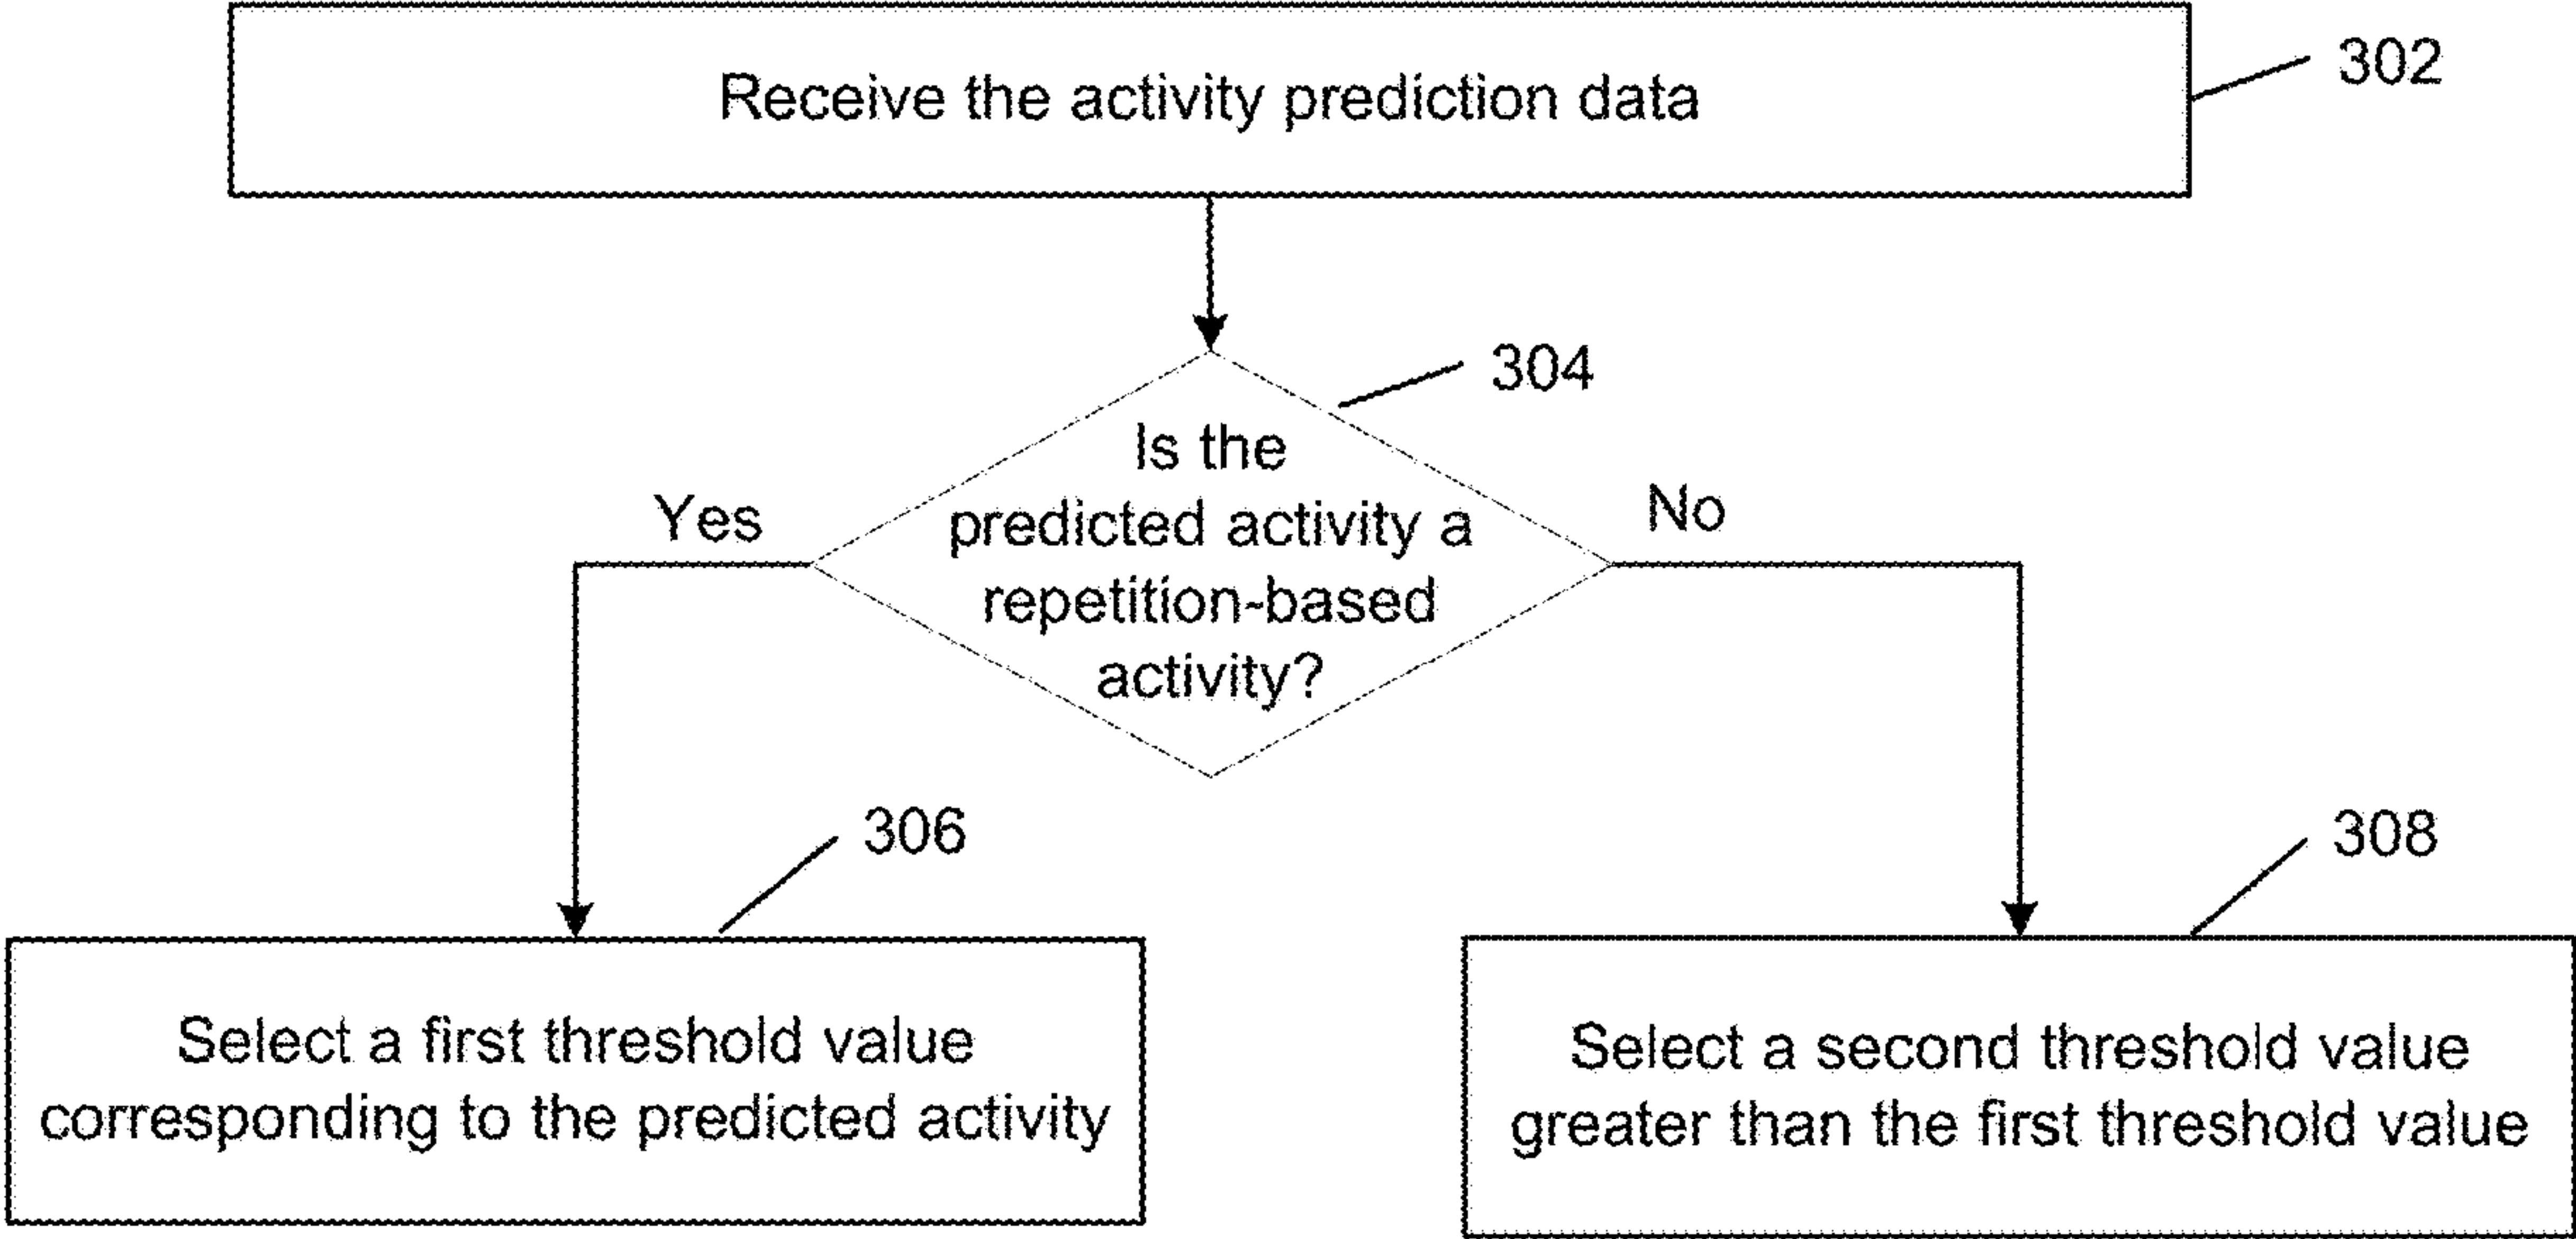 Receive the activity prediction data
302
304
Is the
predicted activity a
repetition-based
activity?
Yes
No
306
308
Select a first threshold value
corresponding to the predicted activity
Select a second threshold value
greater than the first threshold value